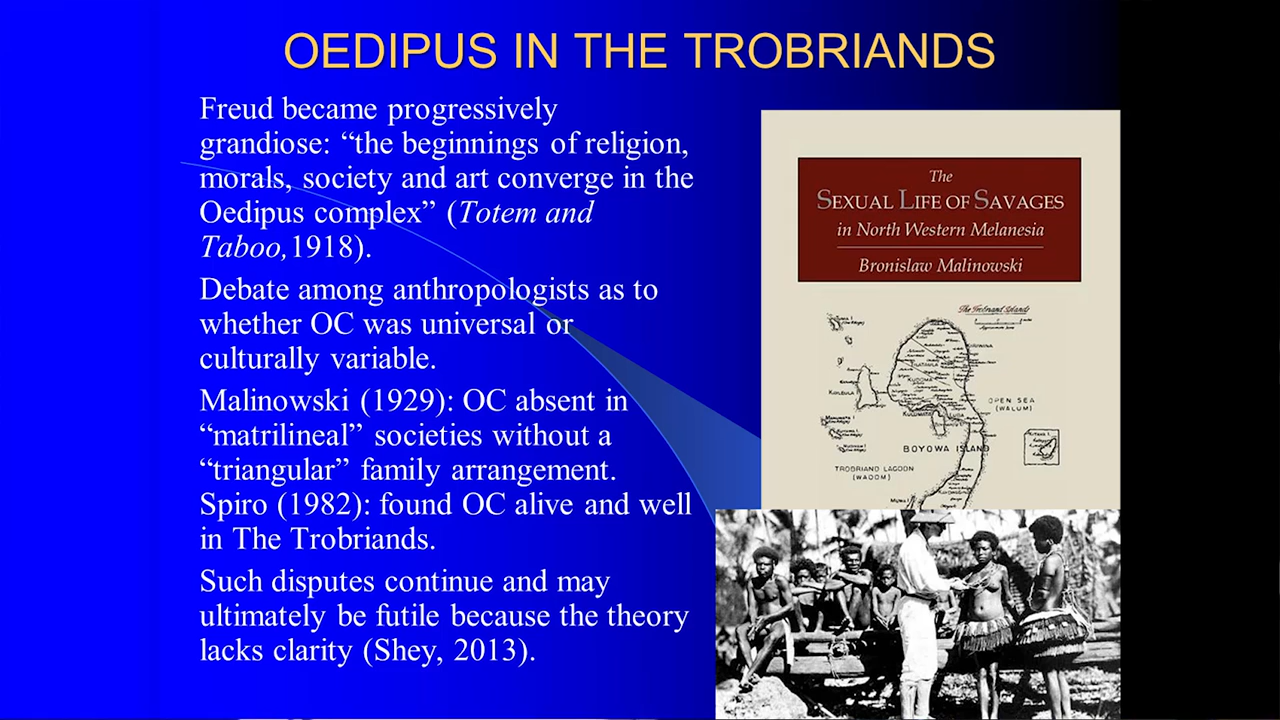 OEDIPUS IN THE TROBRIANDS
Freud became progressively
grandiose: “the beginnings of religion,
morals, society and art converge in the
Oedipus complex” (Totem and
Taboo,1918).
Debate among anthropologists as to
whether OC was universal or
culturally variable.
Malinowski (1929): OC absent in
“matrilineal” societies without a
“triangular” family arrangement.
Spiro (1982): found OC alive and well
in The Trobriands.
Such disputes continue and may
ultimately be futile because the theory
lacks clarity (Shey, 2013).
The
SEXUAL LIFE OF SAVAGES
in North Western Melanesia
Bronislaw Malinowski
The Trobriand Islands
OPEN SEA
(WALUM)
BOYOWA ISLAND
TROBRIAND LAGOON
(WADOM)